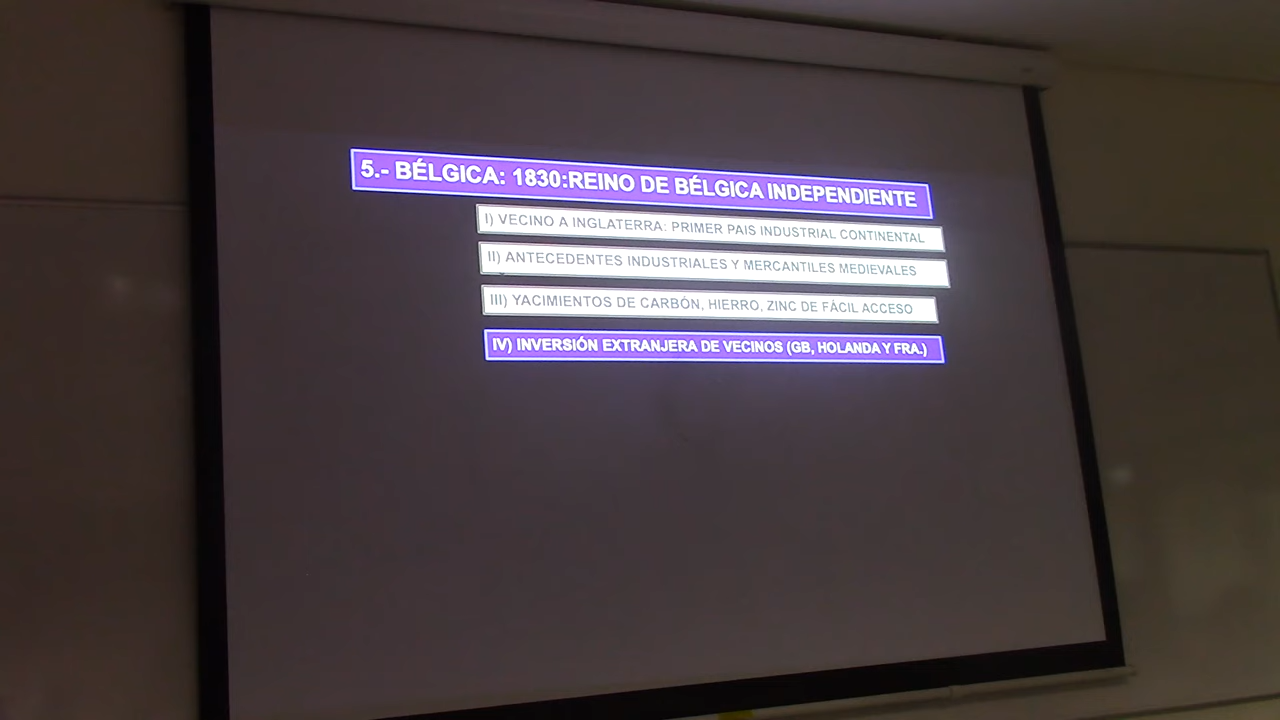 5.- BÉLGICA: 1830:REINO DE BÉLGICA INDEPENDIENTE
I) VECINO A INGLATERRA: PRIMER PAIS INDUSTRIAL CONTINENTAL
II) ANTECEDENTES INDUSTRIALES Y MERCANTILES MEDIEVALES
III) YACIMIENTOS DE CARBÓN, HIERRO, ZINC DE FÁCIL ACCESO
IV) INVERSIÓN EXTRANJERA DE VECINOS (GB, HOLANDA Y FRA.)